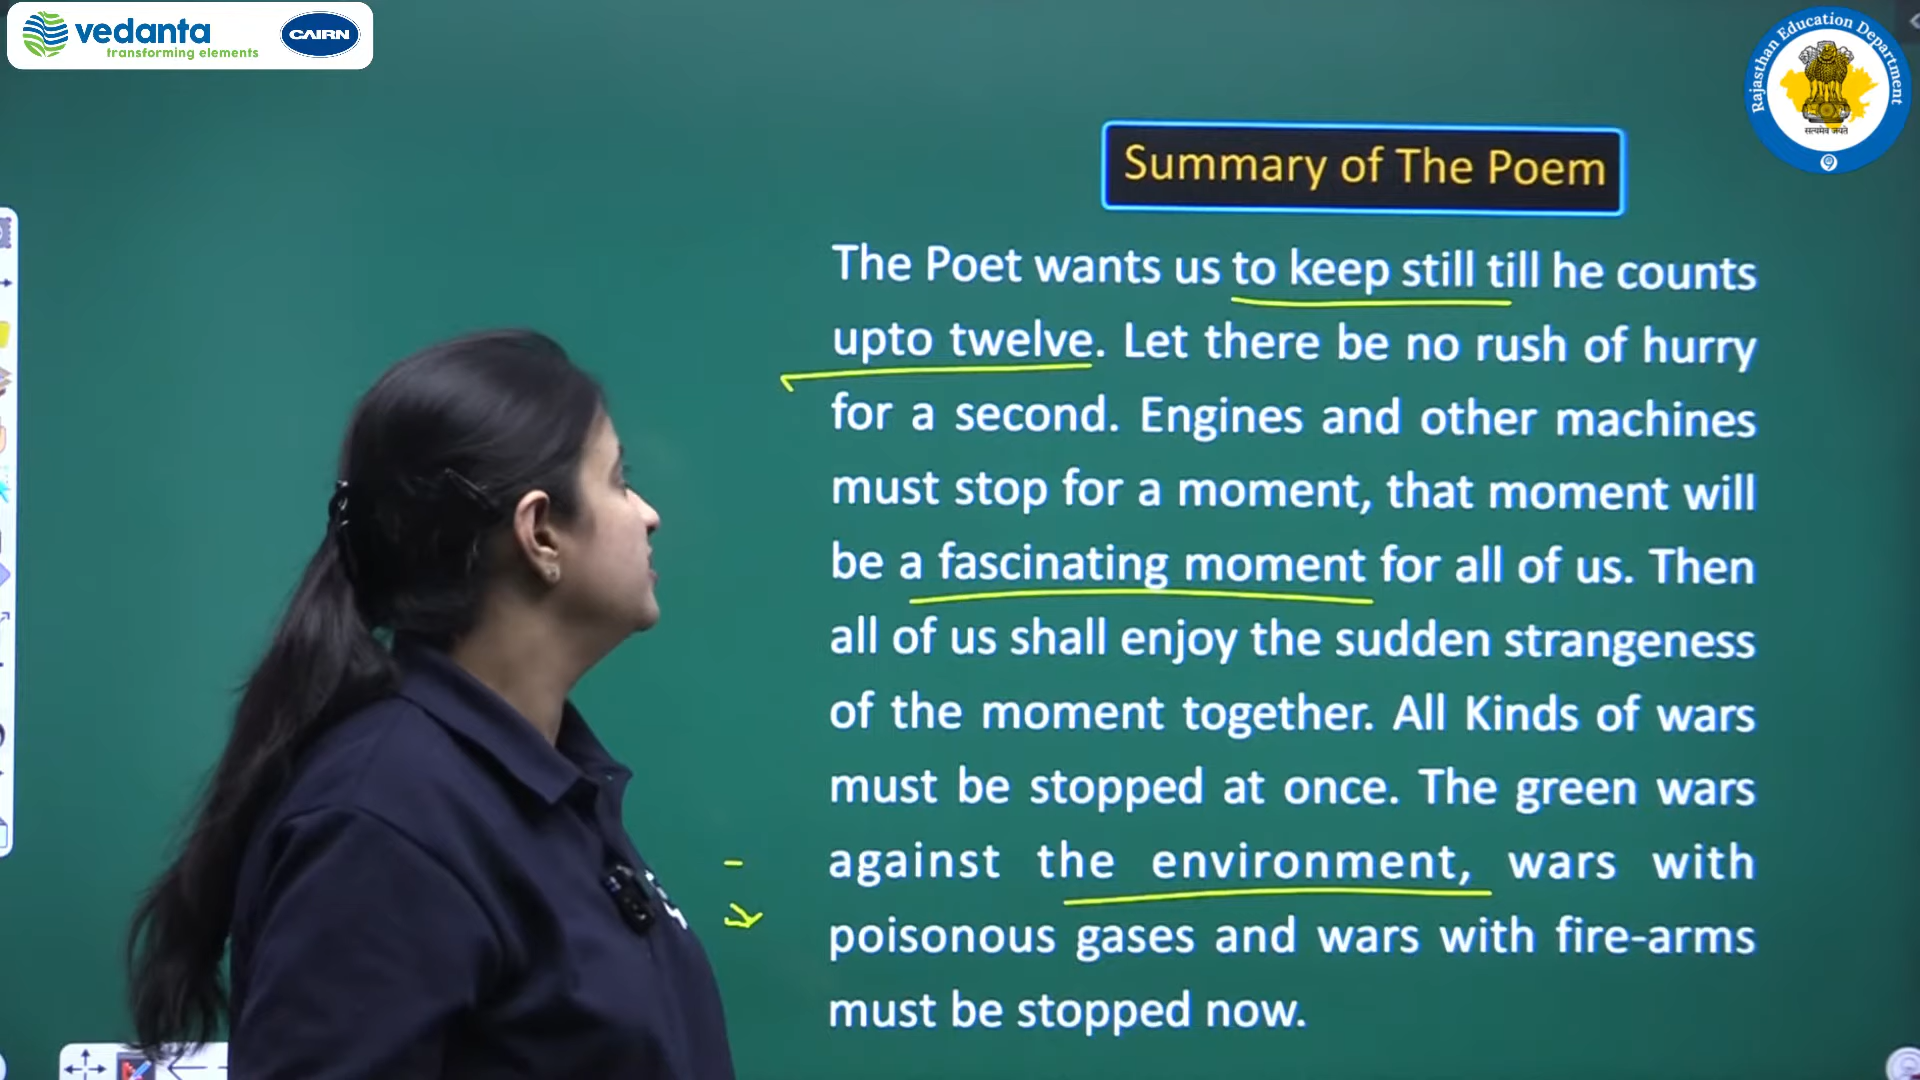 vedanta
transforming elements
CAIRN
Rajasthan Education Department
सत्यमेव जयते
Summary of The Poem
The Poet wants us to keep still till he counts
upto twelve. Let there be no rush of hurry
for a second. Engines and other machines
must stop for a moment, that moment will
be a fascinating moment for all of us. Then
all of us shall enjoy the sudden strangeness
of the moment together. All Kinds of wars
must be stopped at once. The green wars
against the environment, wars with
poisonous gases and wars with fire-arms
must be stopped now.